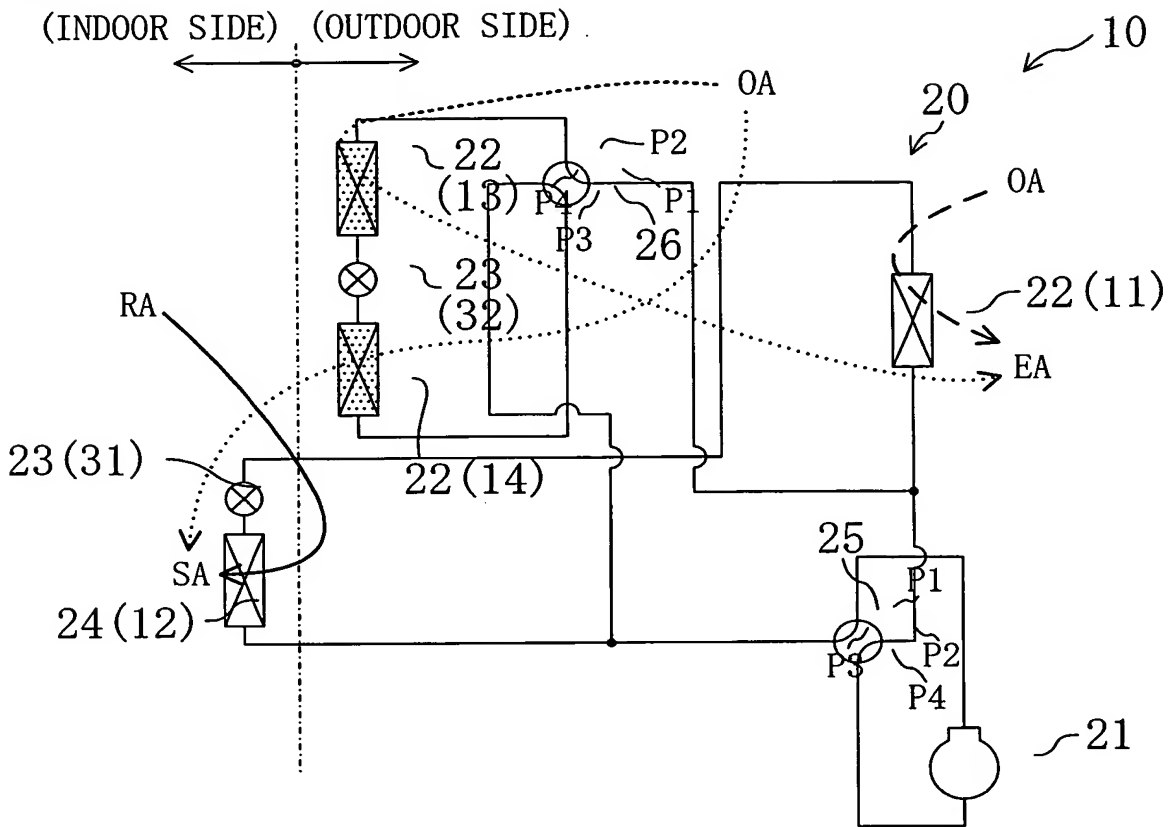 (INDOOR SIDE) (OUTDOOR SIDE)
10
OA
20
22
(13)
P2
P1
P4
P3
26
OA
23
(32)
22(11)
RA
EA
23(31)
22(14)
25
SA
P1
24(12)
P3
P2
P4
21